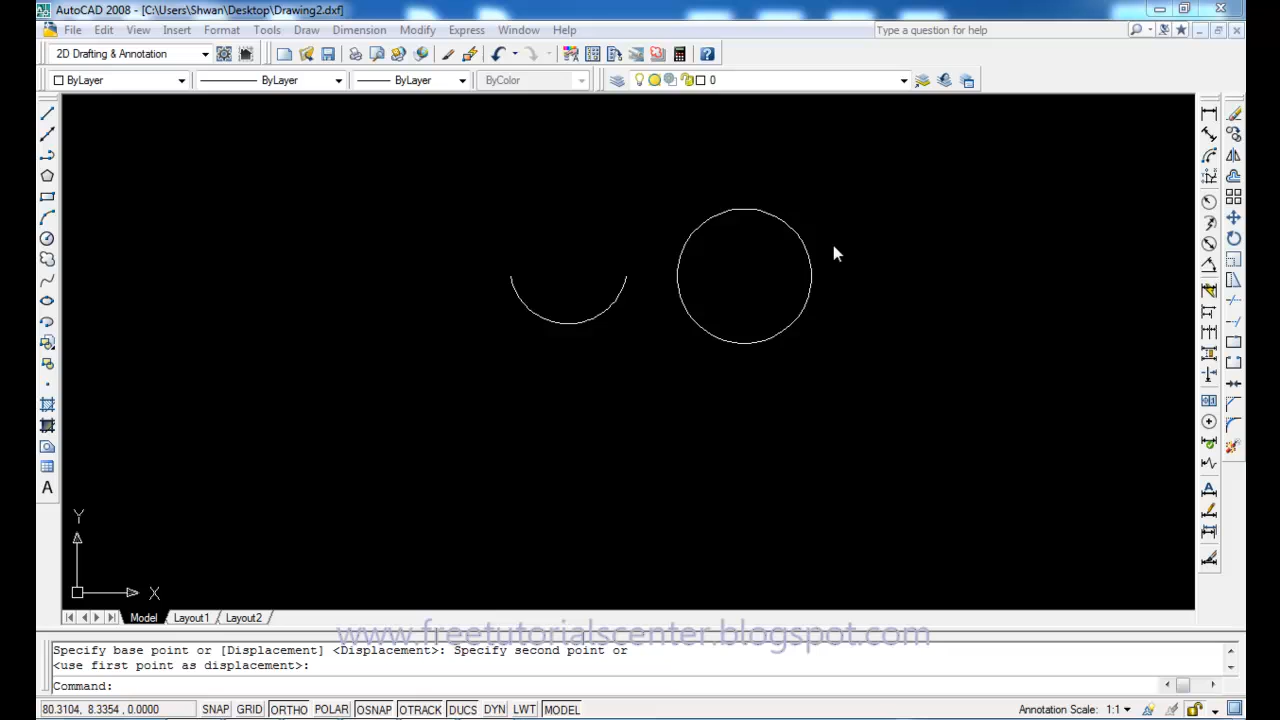 AutoCAD 2008 - [C:\Users\Shwan\Desktop\Drawing2.dxf]
File Edit View Insert Format Tools Draw Dimension Modify Express Window Help Type a question for help
2D Drafting & Annotation
ByLayer ByLayer ByLayer ByColor 0
A
Y
X
Model Layout1 Layout2
www.freetutorialscenter.blogspot.com
Specify base point or [Displacement] <Displacement>: Specify second point or
<use first point as displacement>:
Command:
80.3104, 8.3354 , 0.0000 SNAP GRID ORTHO POLAR OSNAP OTRACK DUCS DYN LWT MODEL Annotation Scale: 1:1